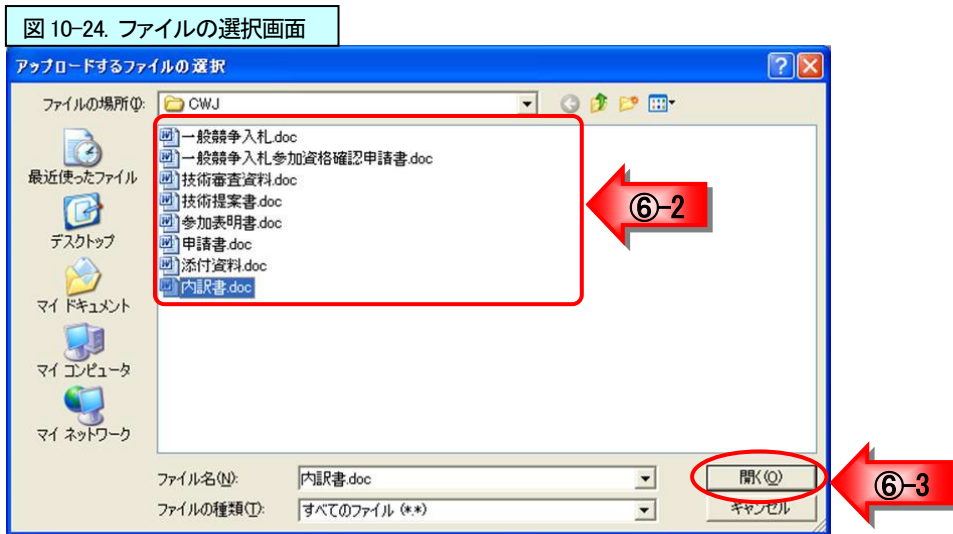 図 10-24. ファイルの選択画面
アップロードするファイルの選択
ファイルの場所(I):
CWJ
一般競争入札.doc
一般競争入札参加資格確認申請書.doc
技術審査資料.doc
技術提案書.doc
参加表明書.doc
申請書.doc
添付資料.doc
内訳書.doc
⑥-2
最近使ったファイル
デスクトップ
マイ ドキュメント
マイ コンピュータ
マイ ネットワーク
ファイル名(N):
内訳書.doc
開く(O)
⑥-3
ファイルの種類(T):
すべてのファイル (*.*)
キャンセル